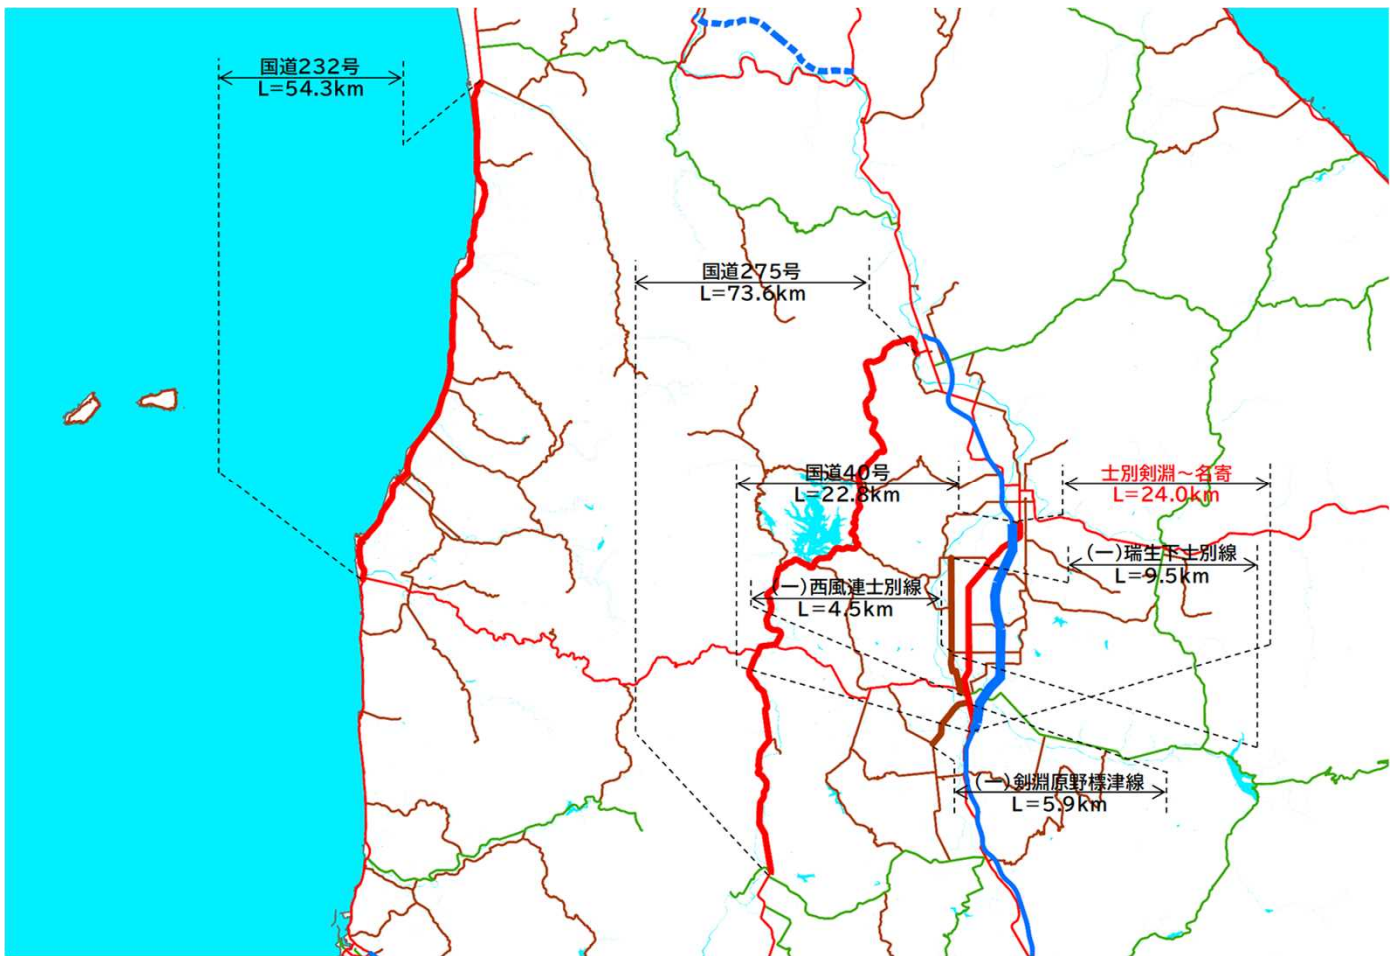 国道232号
L=54.3km
国道275号
L=73.6km
国道40号
L=22.8km
士別剣淵～名寄
L=24.0km
(一)瑞生下士別線
L=9.5km
(一)西風連士別線
L=4.5km
(一)剣淵原野標津線
L=5.9km